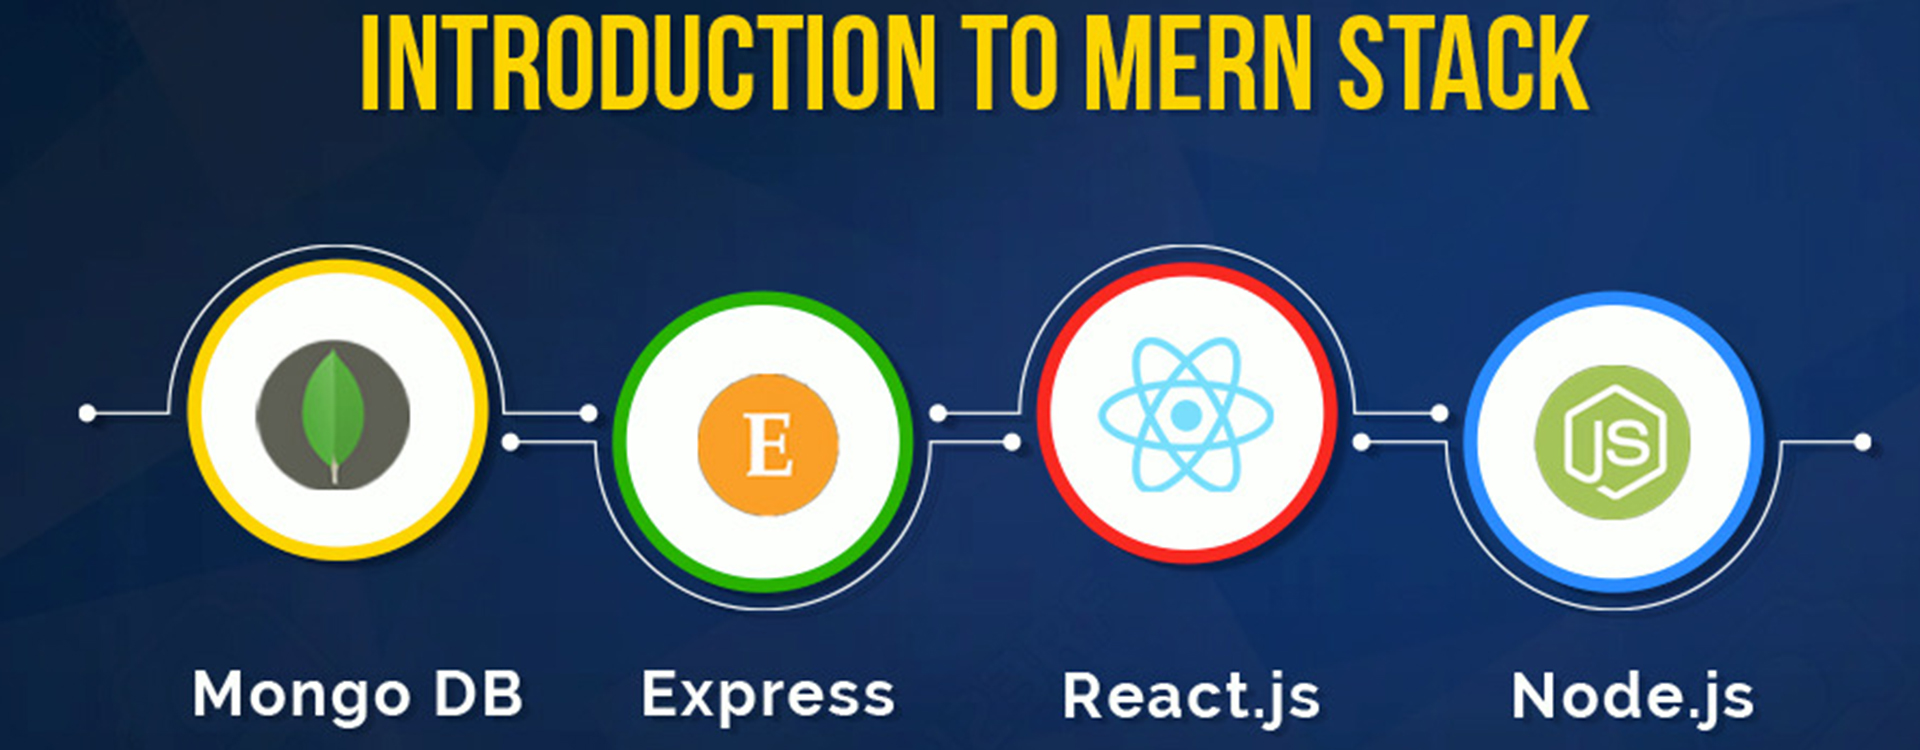 INTRODUCTION TO MERN STACK
E
JS
Mongo DB
Express
React.js
Node.js